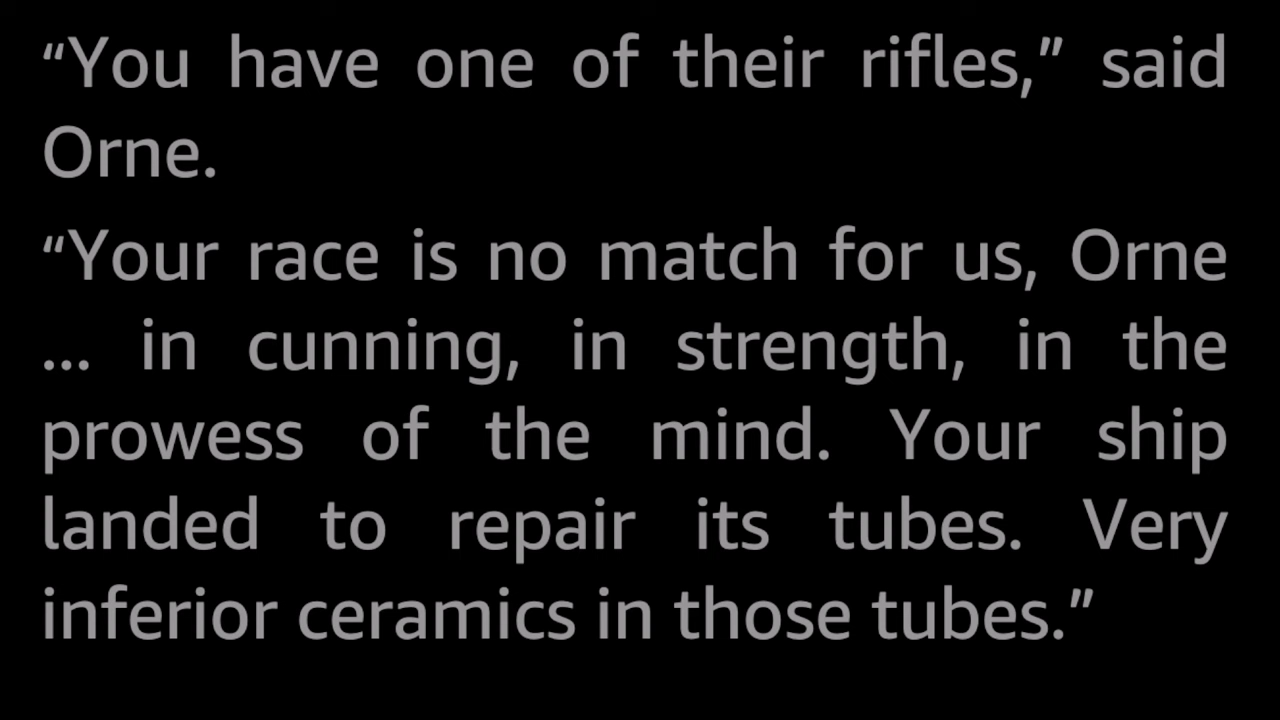 “You have one of their rifles,” said
Orne.
“Your race is no match for us, Orne
... in cunning, in strength, in the
prowess of the mind. Your ship
landed to repair its tubes. Very
inferior ceramics in those tubes.”